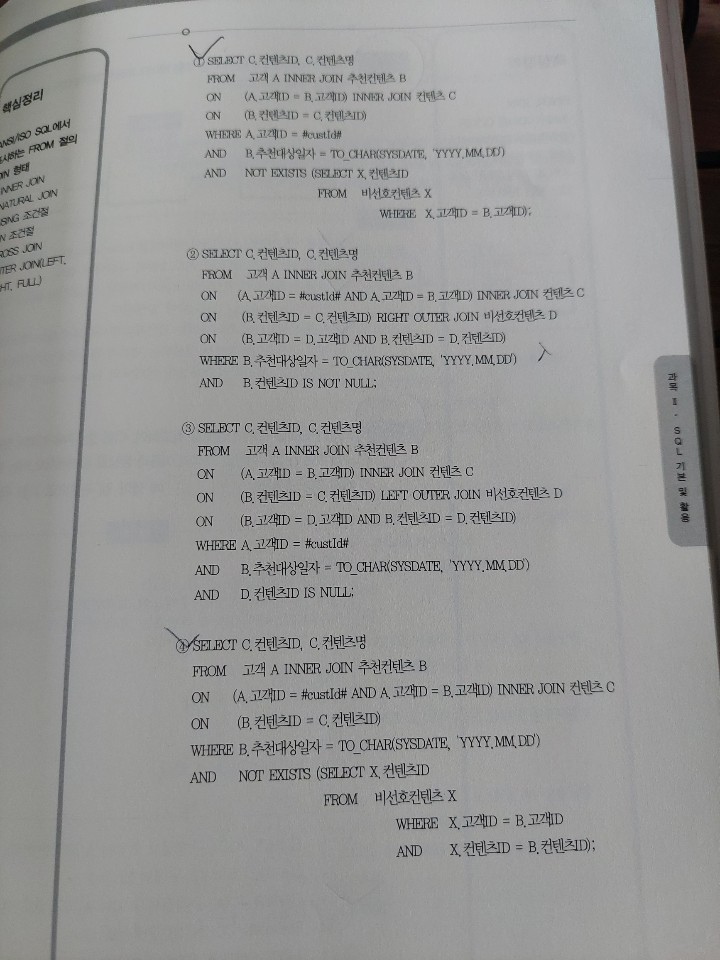 핵심정리
ANSI/ISO SQL에서
표시하는 FROM 절의
JOIN 형태
INNER JOIN
NATURAL JOIN
USING 조건절
ON 조건절
CROSS JOIN
OUTER JOIN(LEFT,
RIGHT, FULL)
① SELECT C.컨텐츠ID, C.컨텐츠명
FROM 고객 A INNER JOIN 추천컨텐츠 B
ON (A.고객ID = B.고객ID) INNER JOIN 컨텐츠 C
ON (B.컨텐츠ID = C.컨텐츠ID)
WHERE A.고객ID = #custId#
AND B.추천대상일자 = TO_CHAR(SYSDATE, 'YYYY.MM.DD')
AND NOT EXISTS (SELECT X.컨텐츠ID
FROM 비선호컨텐츠 X
WHERE X.고객ID = B.고객ID);
② SELECT C.컨텐츠ID, C.컨텐츠명
FROM 고객 A INNER JOIN 추천컨텐츠 B
ON (A.고객ID = #custId# AND A.고객ID = B.고객ID) INNER JOIN 컨텐츠 C
ON (B.컨텐츠ID = C.컨텐츠ID) RIGHT OUTER JOIN 비선호컨텐츠 D
ON (B.고객ID = D.고객ID AND B.컨텐츠ID = D.컨텐츠ID)
WHERE B.추천대상일자 = TO_CHAR(SYSDATE, 'YYYY.MM.DD')
AND B.컨텐츠ID IS NOT NULL;
③ SELECT C.컨텐츠ID, C.컨텐츠명
FROM 고객 A INNER JOIN 추천컨텐츠 B
ON (A.고객ID = B.고객ID) INNER JOIN 컨텐츠 C
ON (B.컨텐츠ID = C.컨텐츠ID) LEFT OUTER JOIN 비선호컨텐츠 D
ON (B.고객ID = D.고객ID AND B.컨텐츠ID = D.컨텐츠ID)
WHERE A.고객ID = #custId#
AND B.추천대상일자 = TO_CHAR(SYSDATE, 'YYYY.MM.DD')
AND D.컨텐츠ID IS NULL;
④ SELECT C.컨텐츠ID, C.컨텐츠명
FROM 고객 A INNER JOIN 추천컨텐츠 B
ON (A.고객ID = #custId# AND A.고객ID = B.고객ID) INNER JOIN 컨텐츠 C
ON (B.컨텐츠ID = C.컨텐츠ID)
WHERE B.추천대상일자 = TO_CHAR(SYSDATE, 'YYYY.MM.DD')
AND NOT EXISTS (SELECT X.컨텐츠ID
FROM 비선호컨텐츠 X
WHERE X.고객ID = B.고객ID
AND X.컨텐츠ID = B.컨텐츠ID);
과목 Ⅱ · SQL 기본 및 활용